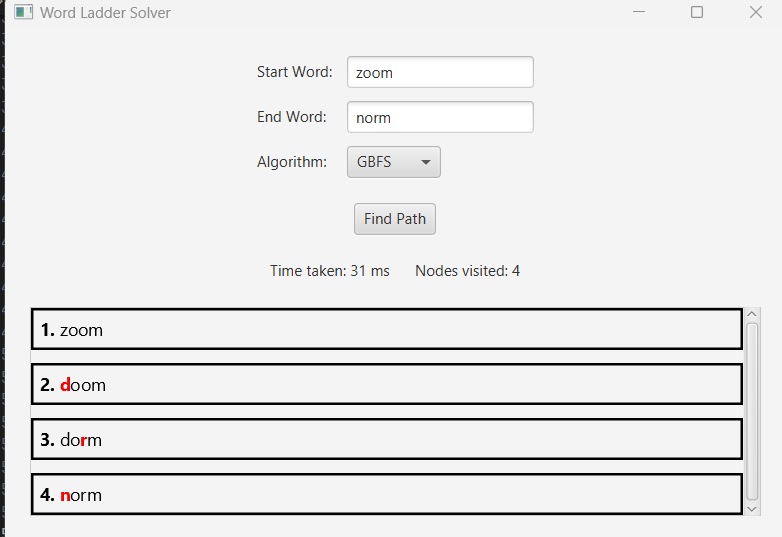 Word Ladder Solver
Start Word: zoom
End Word: norm
Algorithm: GBFS
Find Path
Time taken: 31 ms Nodes visited: 4
1. zoom
2. doom
3. dorm
4. norm